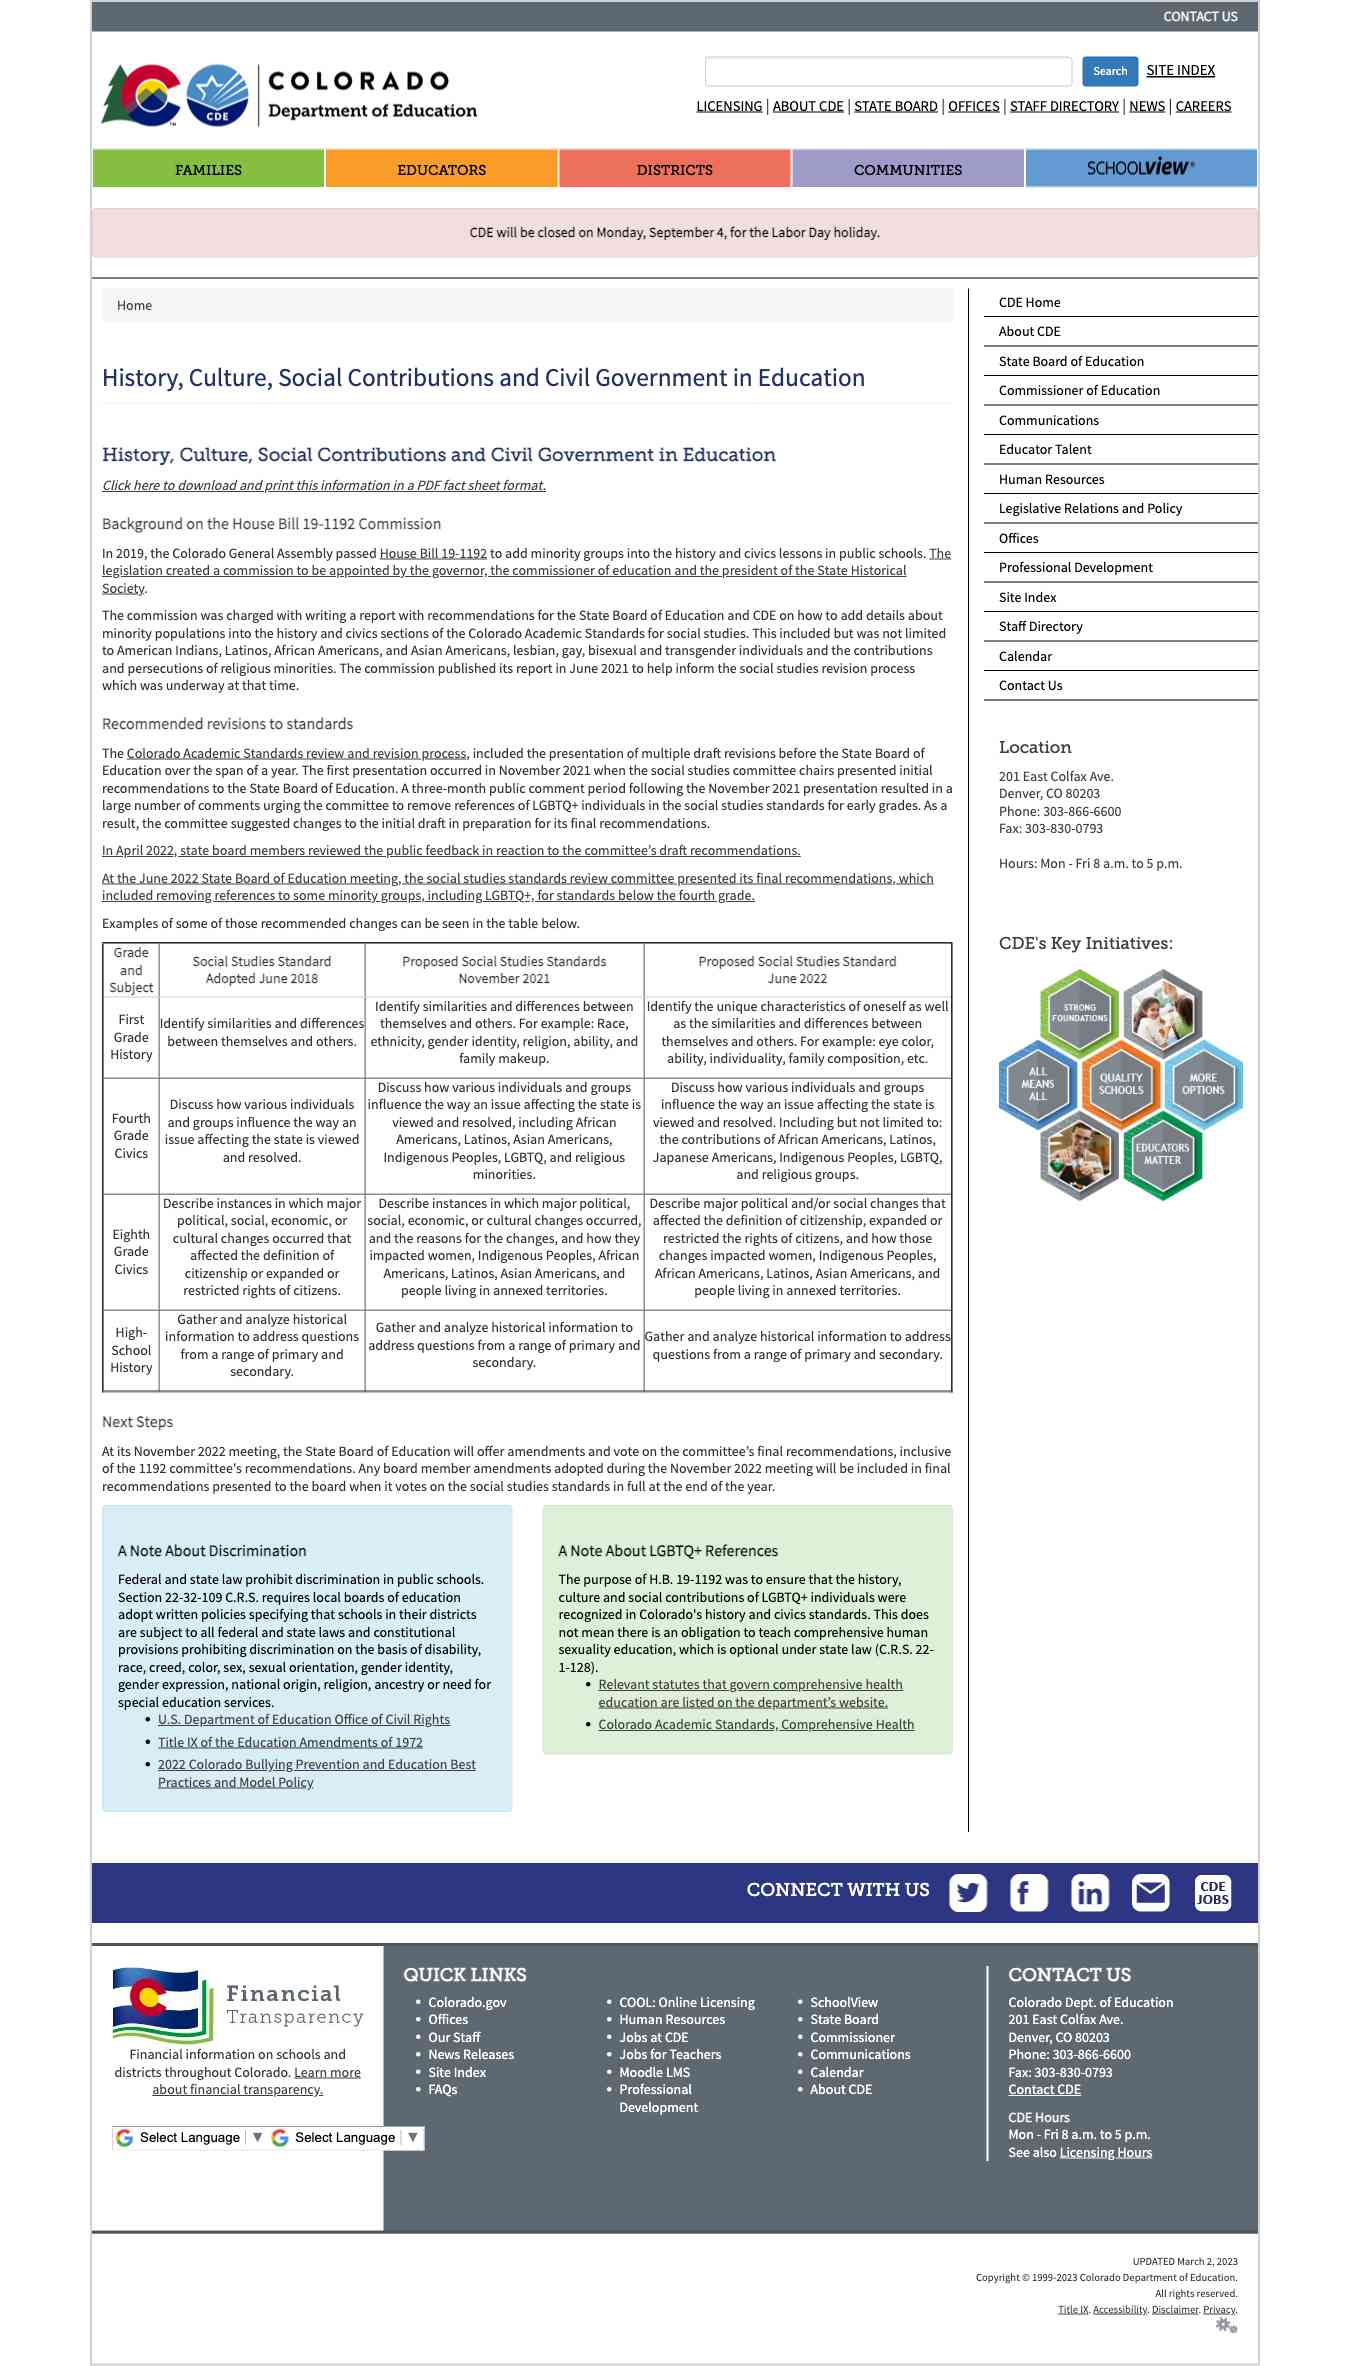 CONTACT US
COLORADO
Department of Education
CDE
TM
Search
SITE INDEX
LICENSING | ABOUT CDE | STATE BOARD | OFFICES | STAFF DIRECTORY | NEWS | CAREERS
FAMILIES
EDUCATORS
DISTRICTS
COMMUNITIES
SCHOOLview®
CDE will be closed on Monday, September 4, for the Labor Day holiday.
Home
History, Culture, Social Contributions and Civil Government in Education
History, Culture, Social Contributions and Civil Government in Education
Click here to download and print this information in a PDF fact sheet format.
Background on the House Bill 19-1192 Commission
In 2019, the Colorado General Assembly passed House Bill 19-1192 to add minority groups into the history and civics lessons in public schools. The
legislation created a commission to be appointed by the governor, the commissioner of education and the president of the State Historical
Society.
The commission was charged with writing a report with recommendations for the State Board of Education and CDE on how to add details about
minority populations into the history and civics sections of the Colorado Academic Standards for social studies. This included but was not limited
to American Indians, Latinos, African Americans, and Asian Americans, lesbian, gay, bisexual and transgender individuals and the contributions
and persecutions of religious minorities. The commission published its report in June 2021 to help inform the social studies revision process
which was underway at that time.
Recommended revisions to standards
The Colorado Academic Standards review and revision process, included the presentation of multiple draft revisions before the State Board of
Education over the span of a year. The first presentation occurred in November 2021 when the social studies committee chairs presented initial
recommendations to the State Board of Education. A three-month public comment period following the November 2021 presentation resulted in a
large number of comments urging the committee to remove references of LGBTQ+ individuals in the social studies standards for early grades. As a
result, the committee suggested changes to the initial draft in preparation for its final recommendations.
In April 2022, state board members reviewed the public feedback in reaction to the committee's draft recommendations.
At the June 2022 State Board of Education meeting, the social studies standards review committee presented its final recommendations, which
included removing references to some minority groups, including LGBTQ+, for standards below the fourth grade.
Examples of some of those recommended changes can be seen in the table below.
Grade
and
Subject
Social Studies Standard
Adopted June 2018
Proposed Social Studies Standards
November 2021
Proposed Social Studies Standard
June 2022
First
Grade
History
Identify similarities and differences
between themselves and others.
Identify similarities and differences between
themselves and others. For example: Race,
ethnicity, gender identity, religion, ability, and
family makeup.
Identify the unique characteristics of oneself as well
as the similarities and differences between
themselves and others. For example: eye color,
ability, individuality, family composition, etc.
Fourth
Grade
Civics
Discuss how various individuals
and groups influence the way an
issue affecting the state is viewed
and resolved.
Discuss how various individuals and groups
influence the way an issue affecting the state is
viewed and resolved, including African
Americans, Latinos, Asian Americans,
Indigenous Peoples, LGBTQ, and religious
minorities.
Discuss how various individuals and groups
influence the way an issue affecting the state is
viewed and resolved. Including but not limited to:
the contributions of African Americans, Latinos,
Japanese Americans, Indigenous Peoples, LGBTQ,
and religious groups.
Eighth
Grade
Civics
Describe instances in which major
political, social, economic, or
cultural changes occurred that
affected the definition of
citizenship or expanded or
restricted rights of citizens.
Describe instances in which major political,
social, economic, or cultural changes occurred,
and the reasons for the changes, and how they
impacted women, Indigenous Peoples, African
Americans, Latinos, Asian Americans, and
people living in annexed territories.
Describe major political and/or social changes that
affected the definition of citizenship, expanded or
restricted the rights of citizens, and how those
changes impacted women, Indigenous Peoples,
African Americans, Latinos, Asian Americans, and
people living in annexed territories.
High-
School
History
Gather and analyze historical
information to address questions
from a range of primary and
secondary.
Gather and analyze historical information to
address questions from a range of primary and
secondary.
Gather and analyze historical information to address
questions from a range of primary and secondary.
Next Steps
At its November 2022 meeting, the State Board of Education will offer amendments and vote on the committee's final recommendations, inclusive
of the 1192 committee's recommendations. Any board member amendments adopted during the November 2022 meeting will be included in final
recommendations presented to the board when it votes on the social studies standards in full at the end of the year.
A Note About Discrimination
Federal and state law prohibit discrimination in public schools.
Section 22-32-109 C.R.S. requires local boards of education
adopt written policies specifying that schools in their districts
are subject to all federal and state laws and constitutional
provisions prohibiting discrimination on the basis of disability,
race, creed, color, sex, sexual orientation, gender identity,
gender expression, national origin, religion, ancestry or need for
special education services.
• U.S. Department of Education Office of Civil Rights
• Title IX of the Education Amendments of 1972
• 2022 Colorado Bullying Prevention and Education Best
Practices and Model Policy
A Note About LGBTQ+ References
The purpose of H.B. 19-1192 was to ensure that the history,
culture and social contributions of LGBTQ+ individuals were
recognized in Colorado's history and civics standards. This does
not mean there is an obligation to teach comprehensive human
sexuality education, which is optional under state law (C.R.S. 22-
1-128).
• Relevant statutes that govern comprehensive health
education are listed on the department's website.
• Colorado Academic Standards, Comprehensive Health
CDE Home
About CDE
State Board of Education
Commissioner of Education
Communications
Educator Talent
Human Resources
Legislative Relations and Policy
Offices
Professional Development
Site Index
Staff Directory
Calendar
Contact Us
Location
201 East Colfax Ave.
Denver, CO 80203
Phone: 303-866-6600
Fax: 303-830-0793
Hours: Mon - Fri 8 a.m. to 5 p.m.
CDE's Key Initiatives:
STRONG
FOUNDATIONS
ALL
MEANS
ALL
QUALITY
SCHOOLS
MORE
OPTIONS
EDUCATORS
MATTER
CONNECT WITH US
CDE
JOBS
Financial
Transparency
Financial information on schools and
districts throughout Colorado. Learn more
about financial transparency.
Select Language ▼
Select Language ▼
QUICK LINKS
• Colorado.gov
• Offices
• Our Staff
• News Releases
• Site Index
• FAQs
• COOL: Online Licensing
• Human Resources
• Jobs at CDE
• Jobs for Teachers
• Moodle LMS
• Professional
Development
• SchoolView
• State Board
• Commissioner
• Communications
• Calendar
• About CDE
CONTACT US
Colorado Dept. of Education
201 East Colfax Ave.
Denver, CO 80203
Phone: 303-866-6600
Fax: 303-830-0793
Contact CDE
CDE Hours
Mon - Fri 8 a.m. to 5 p.m.
See also Licensing Hours
UPDATED March 2, 2023
Copyright © 1999-2023 Colorado Department of Education.
All rights reserved.
Title IX. Accessibility. Disclaimer. Privacy.